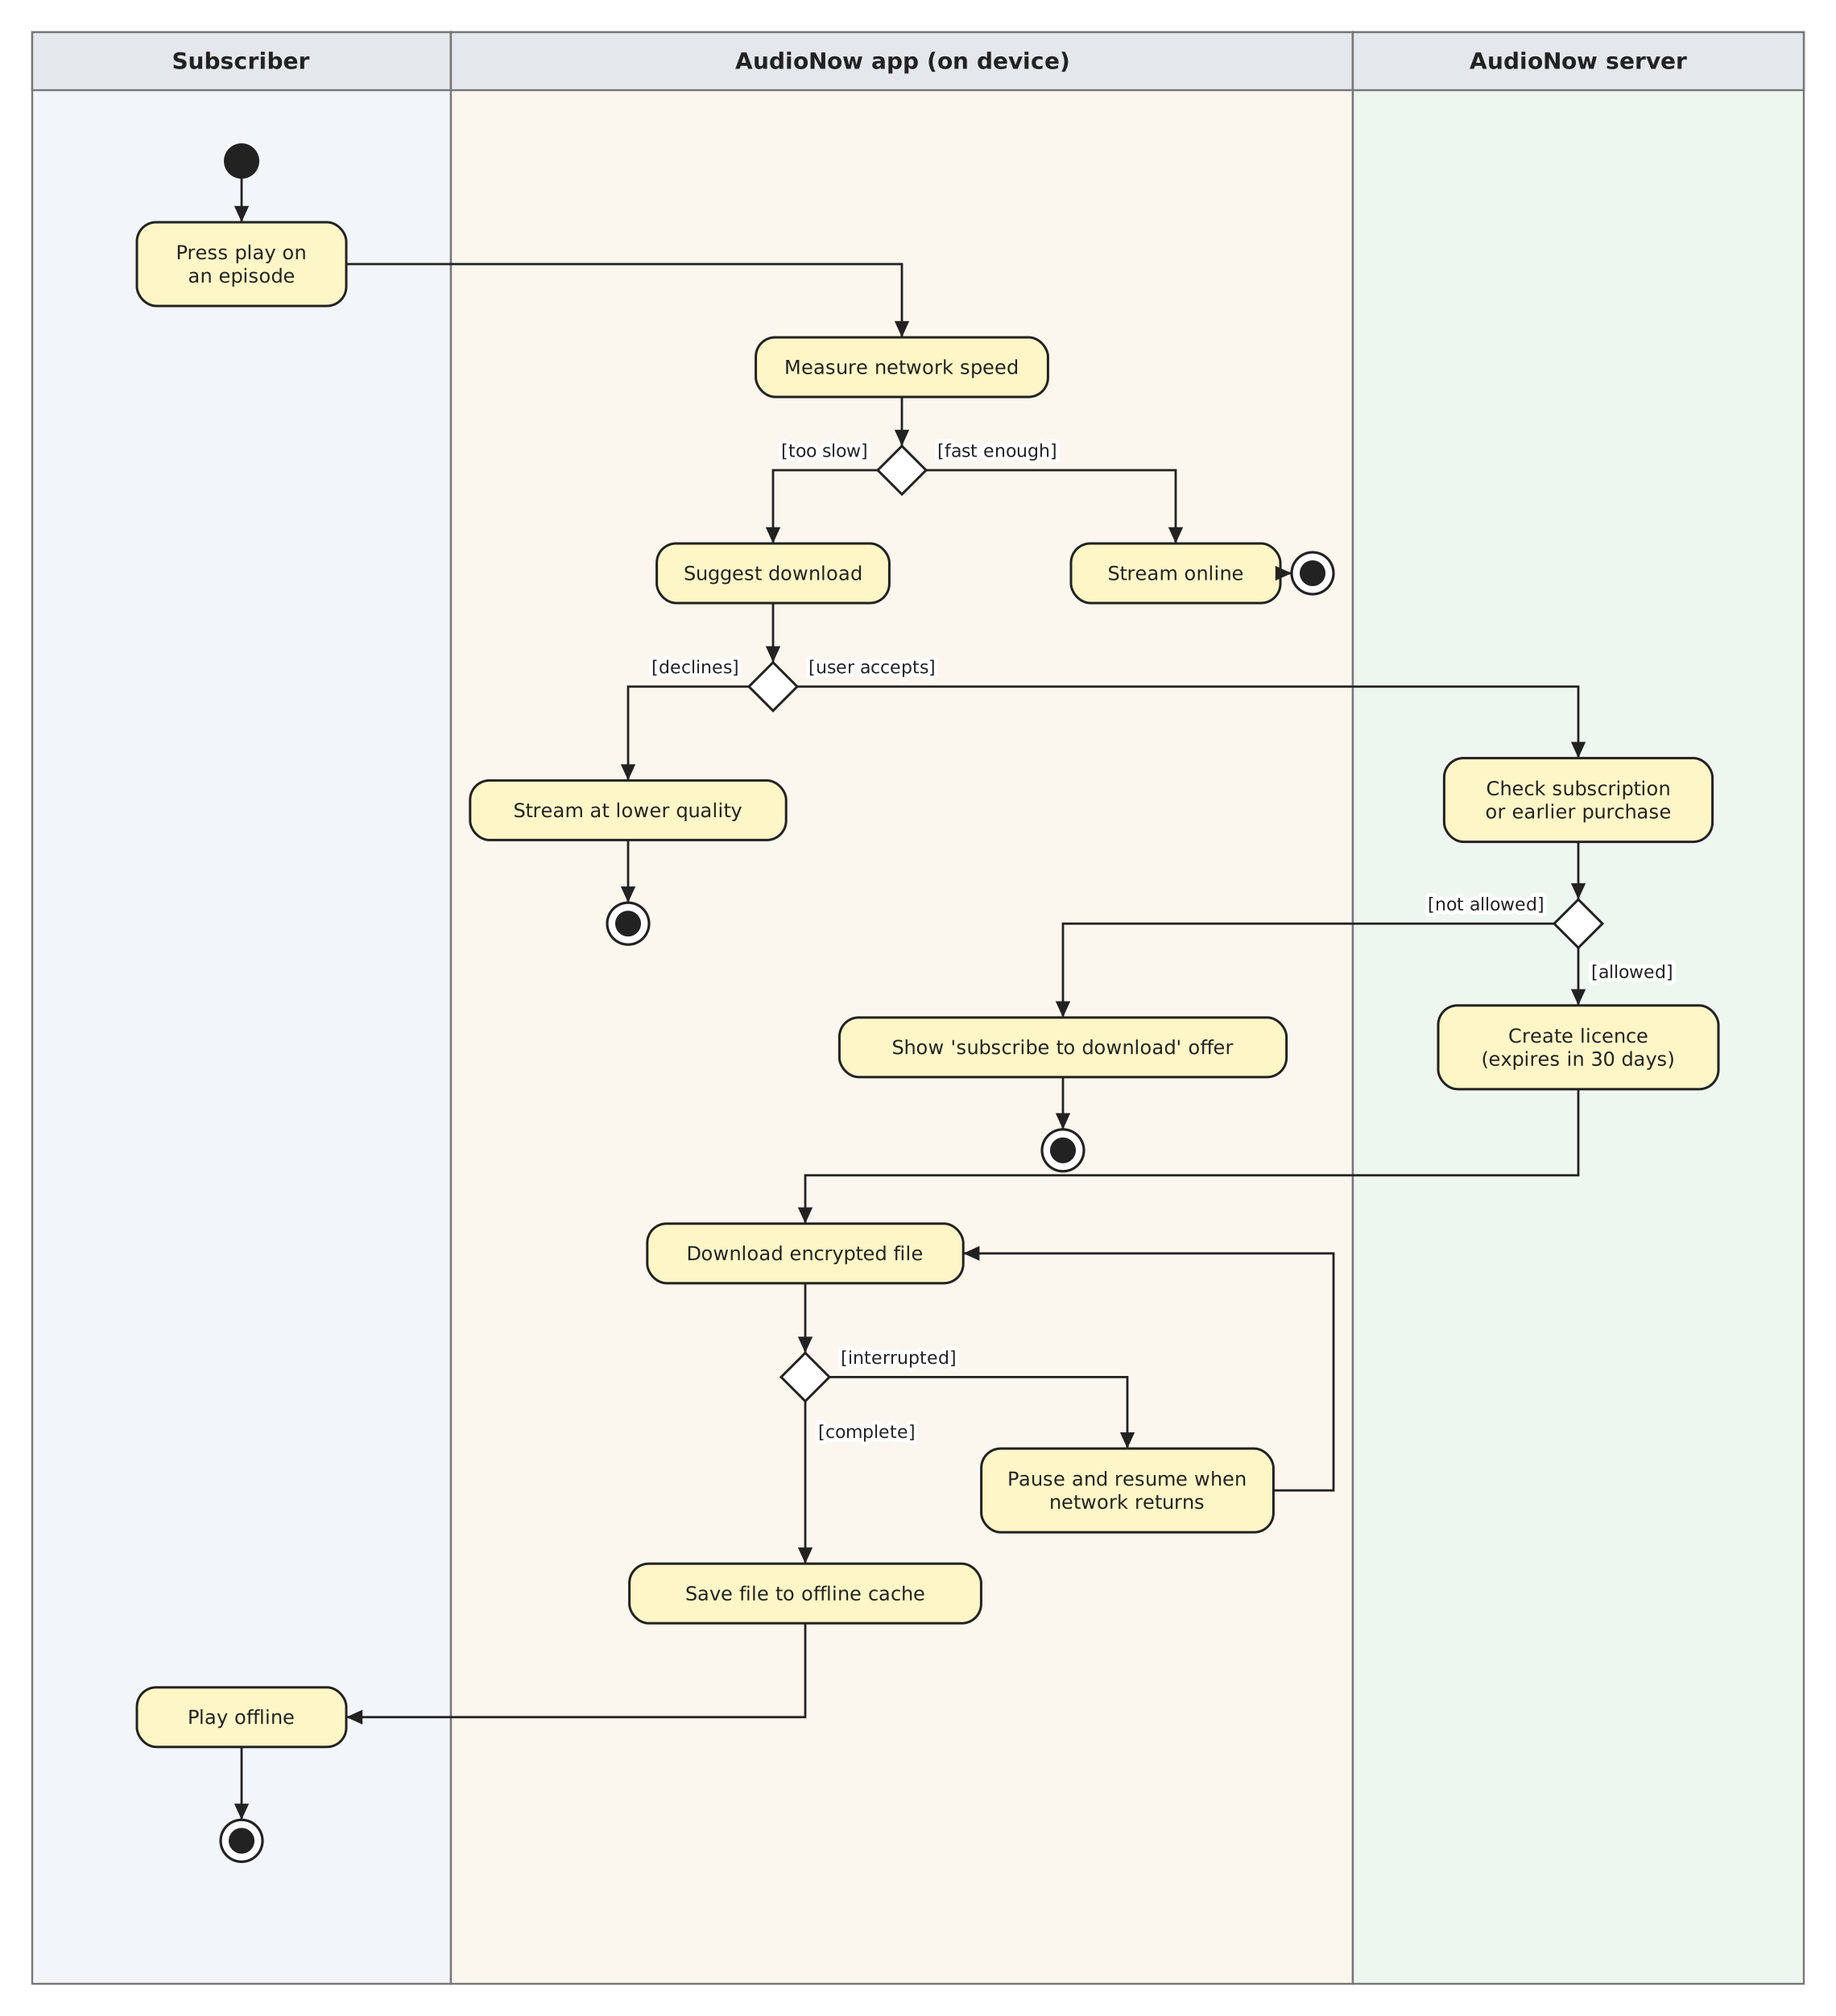 Subscriber
AudioNow app (on device)
AudioNow server
Press play on
an episode
Measure network speed
[too slow]
[fast enough]
Suggest download
Stream online
[declines]
[user accepts]
Stream at lower quality
Check subscription
or earlier purchase
[not allowed]
[allowed]
Show 'subscribe to download' offer
Create licence
(expires in 30 days)
Download encrypted file
[interrupted]
[complete]
Pause and resume when
network returns
Save file to offline cache
Play offline